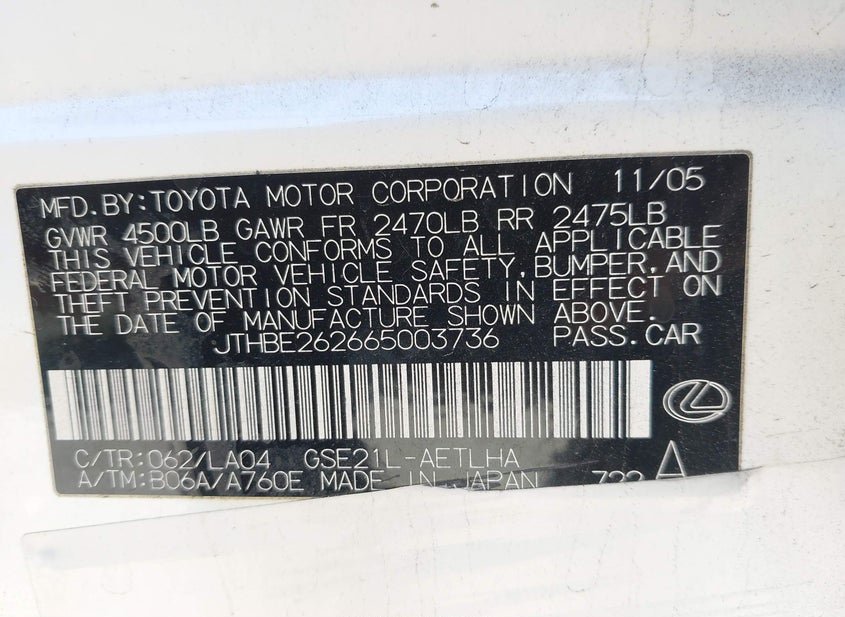 MFD.BY:TOYOTA MOTOR CORPORATION 11/05
GVWR 4500LB GAWR FR 2470LB RR 2475LB
THIS VEHICLE CONFORMS TO ALL APPLICABLE
FEDERAL MOTOR VEHICLE SAFETY,BUMPER,AND
THEFT PREVENTION STANDARDS IN EFFECT ON
THE DATE OF MANUFACTURE SHOWN ABOVE.
JTHBE262665003736 PASS.CAR
C/TR:062/LA04 GSE21L-AETLHA
A/TM:B06A/A760E MADE IN JAPAN A